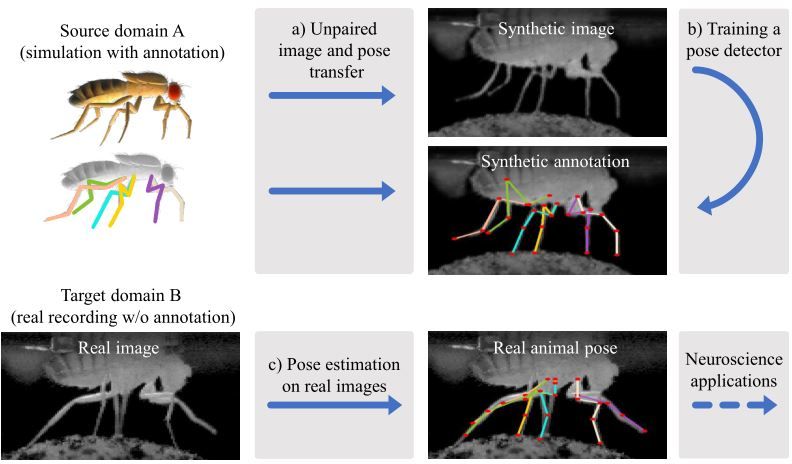 Source domain A
(simulation with annotation)
a) Unpaired
image and pose
transfer
Synthetic image
b) Training a
pose detector
Synthetic annotation
Target domain B
(real recording w/o annotation)
Real image
c) Pose estimation
on real images
Real animal pose
Neuroscience
applications